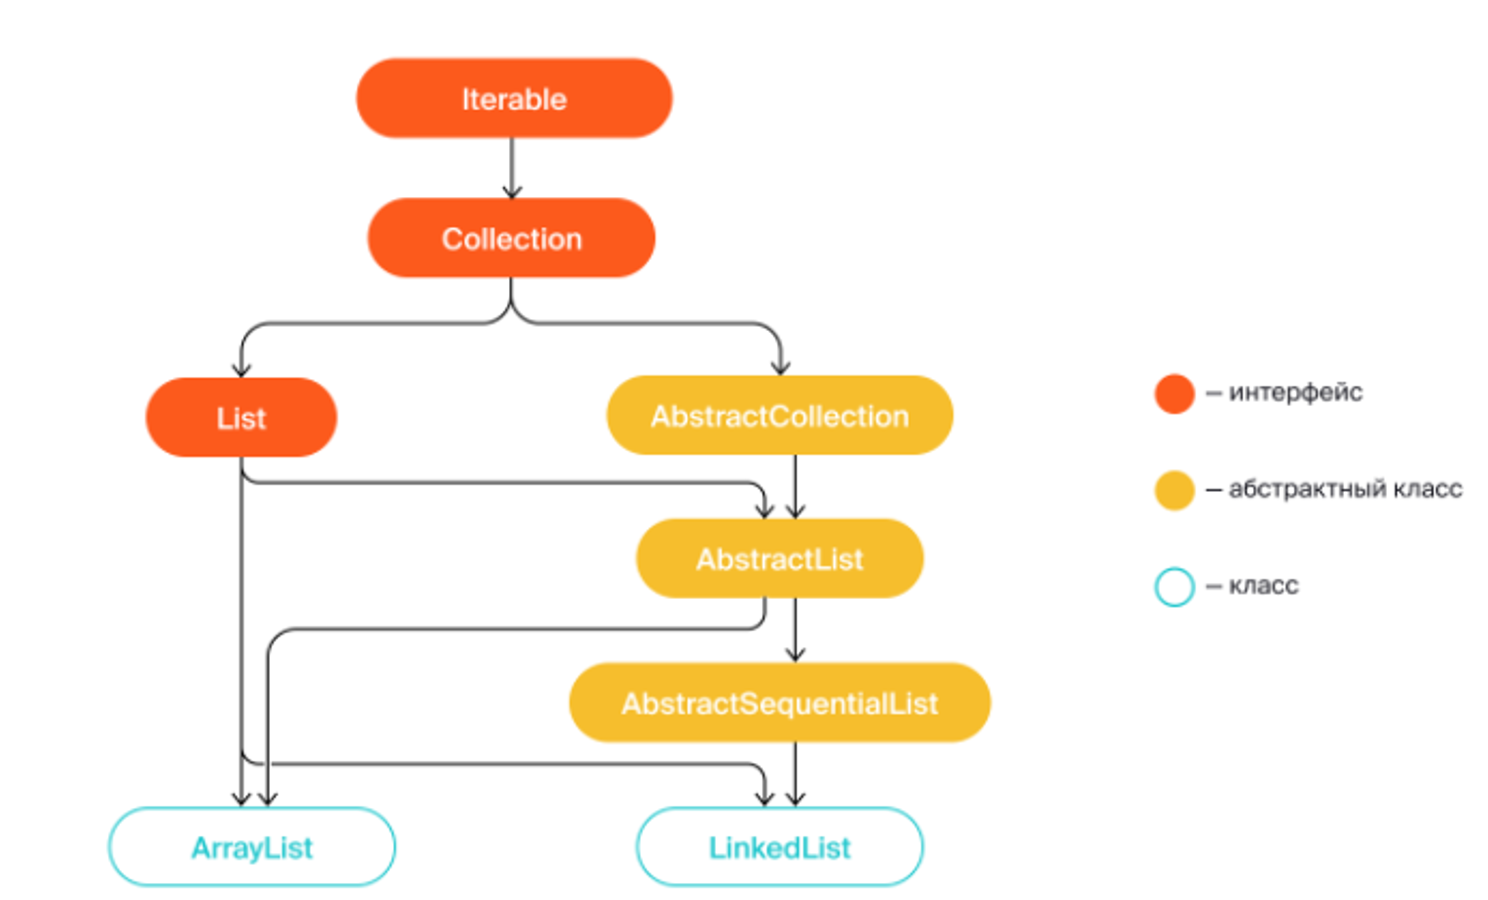 Iterable
Collection
List
AbstractCollection
– интерфейс
– абстрактный класс
AbstractList
– класс
AbstractSequentialList
ArrayList
LinkedList